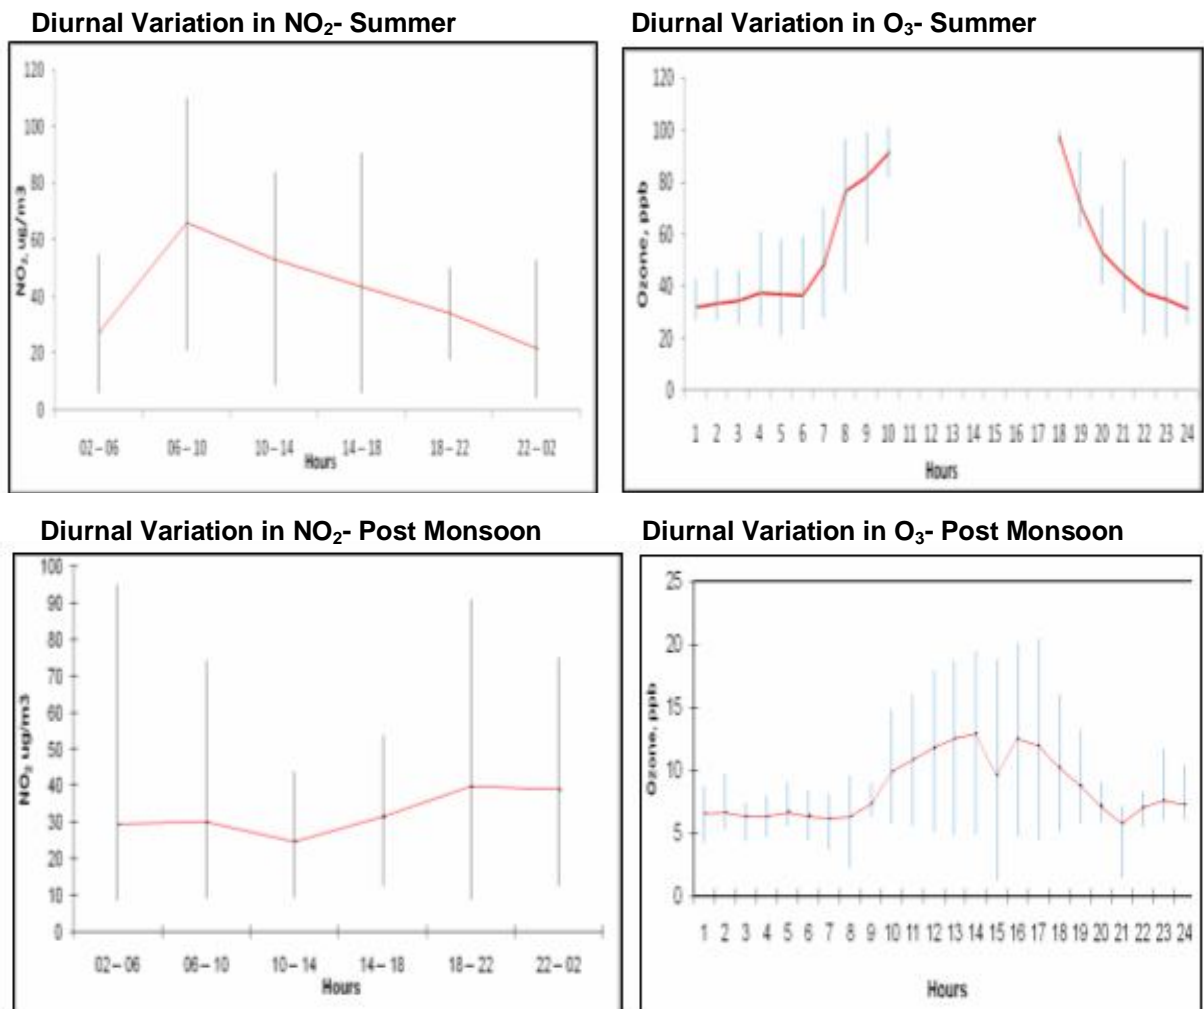 Diurnal Variation in NO₂- Summer
120
100
80
60
40
20
0
NO₂, ug/m3
02 – 06 06 – 10 10 – 14 14 – 18 18 – 22 22 – 02
Hours
Diurnal Variation in O₃- Summer
120
100
80
60
40
20
0
Ozone, ppb
1 2 3 4 5 6 7 8 9 10 11 12 13 14 15 16 17 18 19 20 21 22 23 24
Hours
Diurnal Variation in NO₂- Post Monsoon
100
90
80
70
60
50
40
30
20
10
0
NO₂ ug/m3
02 – 06 06 – 10 10 – 14 14 – 18 18 – 22 22 – 02
Hours
Diurnal Variation in O₃- Post Monsoon
25
20
15
10
5
0
Ozone, ppb
1 2 3 4 5 6 7 8 9 10 11 12 13 14 15 16 17 18 19 20 21 22 23 24
Hours